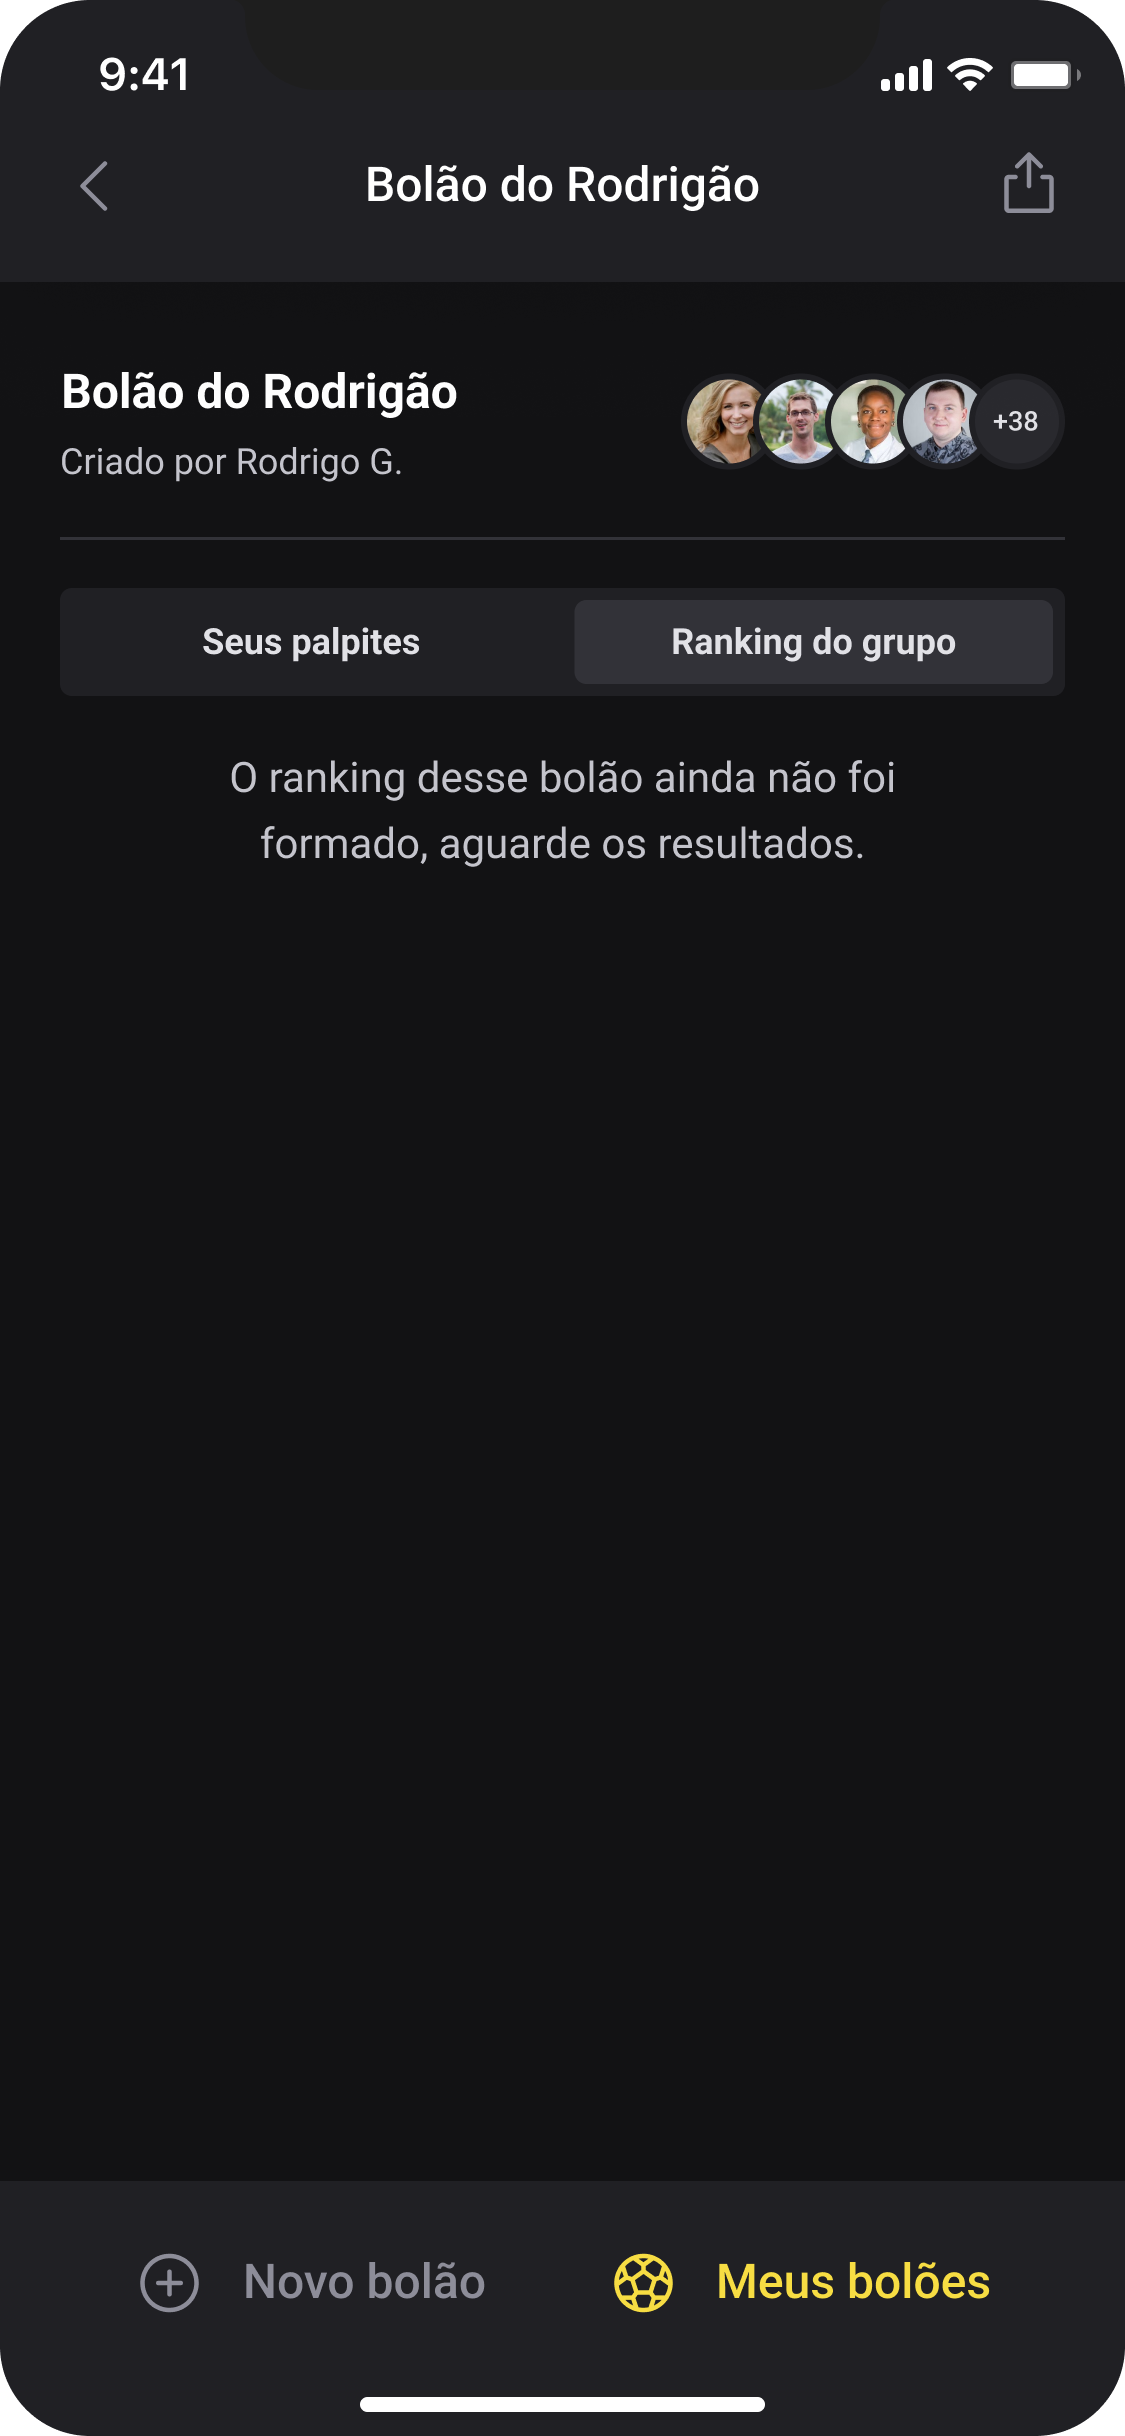 9:41
Bolão do Rodrigão
Bolão do Rodrigão
Criado por Rodrigo G.
+38
Seus palpites
Ranking do grupo
O ranking desse bolão ainda não foi
formado, aguarde os resultados.
Novo bolão
Meus bolões